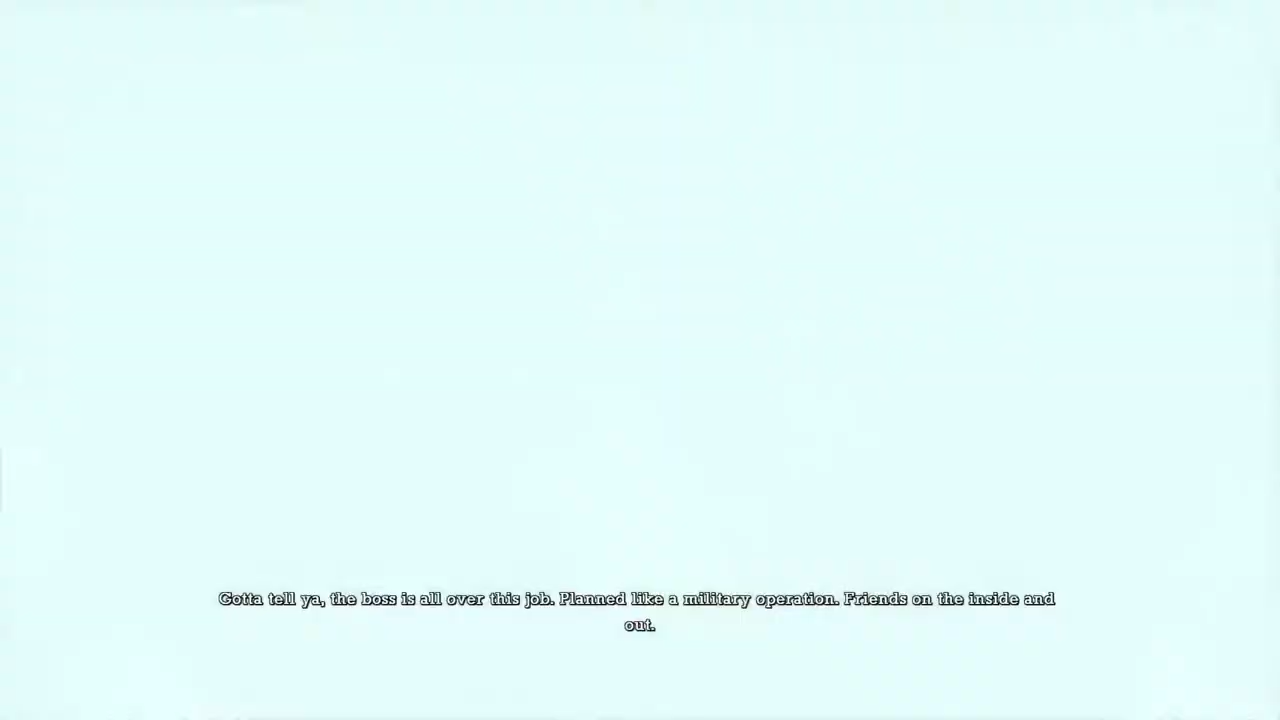 Gotta tell ya, the boss is all over this job. Planned like a military operation. Friends on the inside and
out.